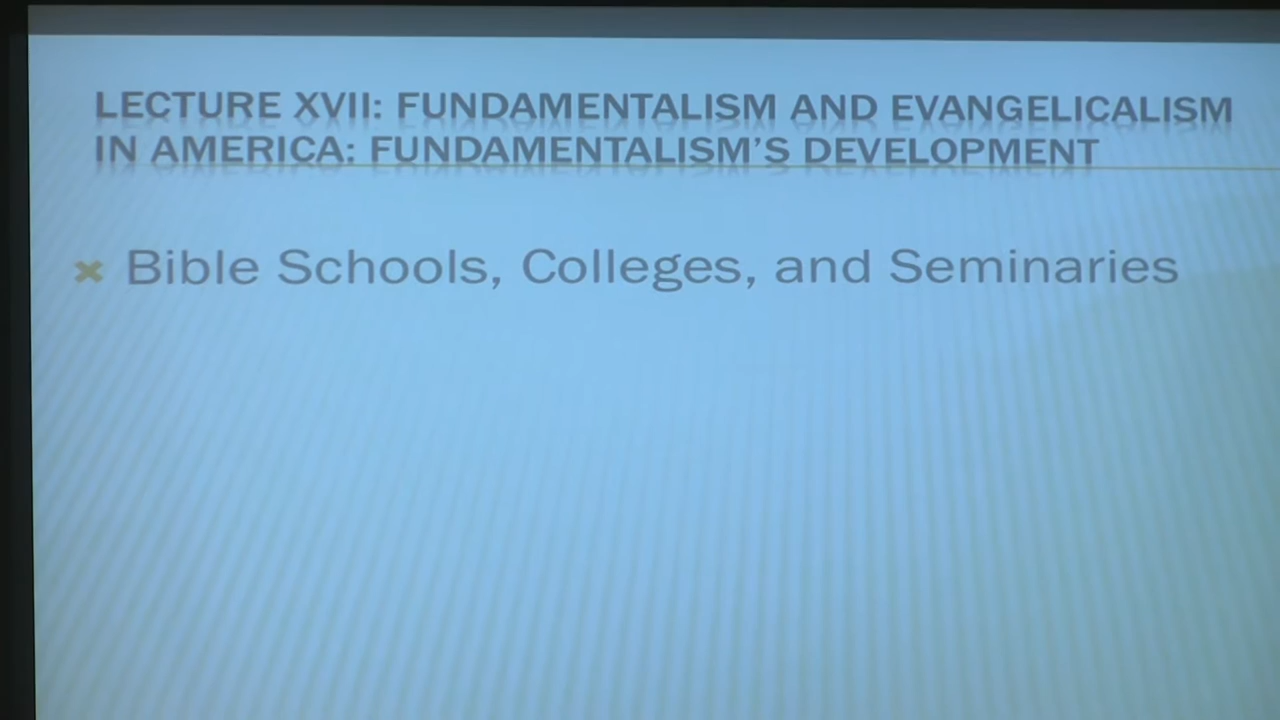 LECTURE XVII: FUNDAMENTALISM AND EVANGELICALISM
IN AMERICA: FUNDAMENTALISM'S DEVELOPMENT
Bible Schools, Colleges, and Seminaries